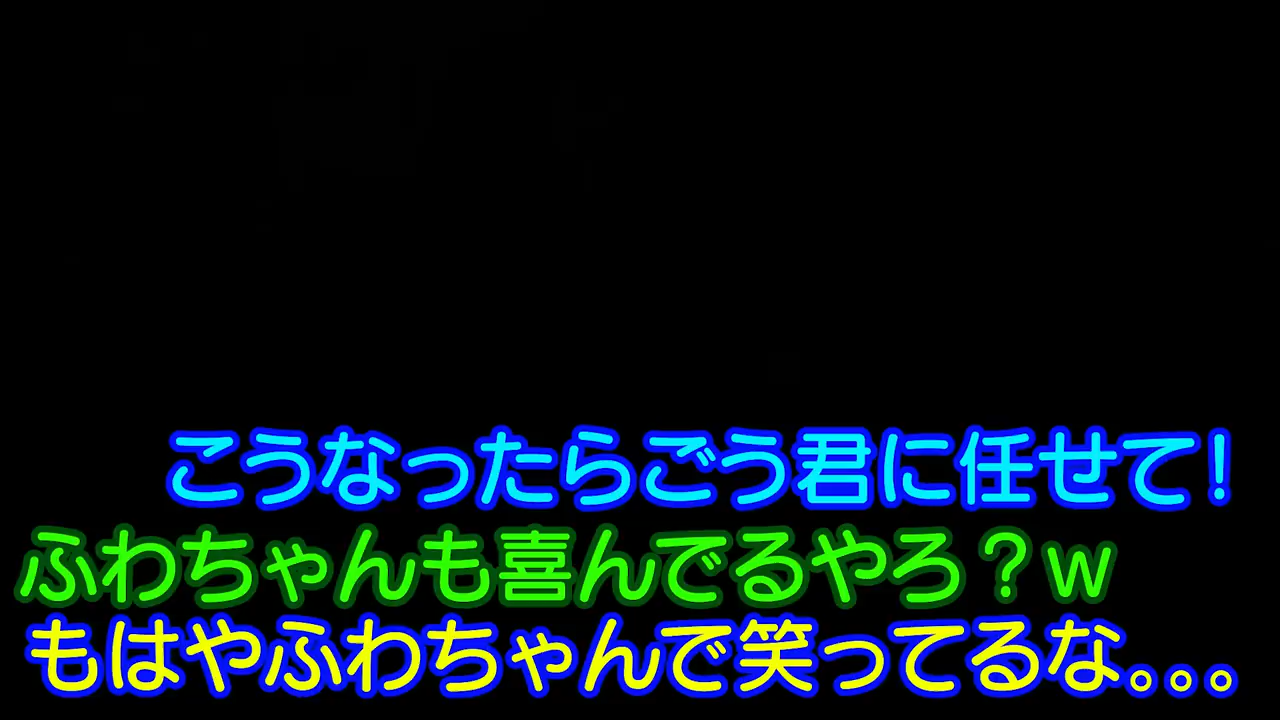 こうなったらごう君に任せて!
ふわちゃんも喜んでるやろ？w
もはやふわちゃんで笑ってるな。。。